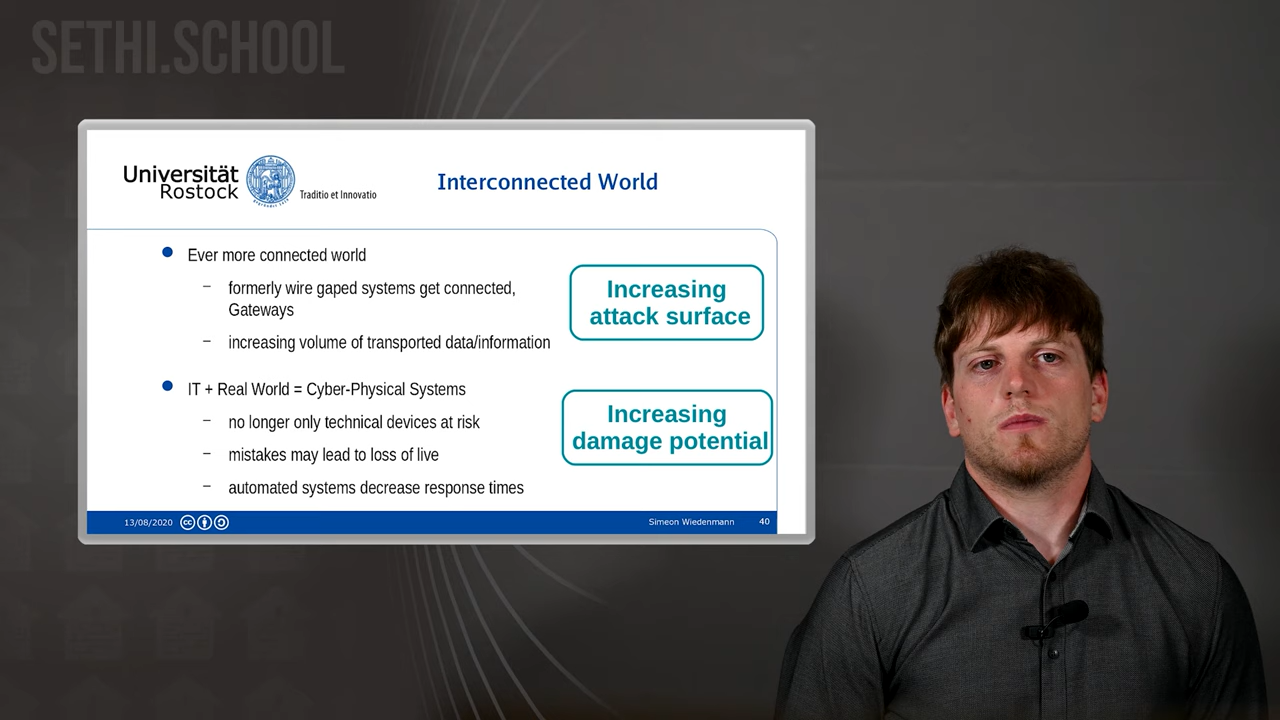 SETHI.SCHOOL
Universität
Rostock
Traditio et Innovatio
Interconnected World
Ever more connected world
– formerly wire gaped systems get connected,
Gateways
– increasing volume of transported data/information
Increasing
attack surface
IT + Real World = Cyber-Physical Systems
– no longer only technical devices at risk
– mistakes may lead to loss of live
– automated systems decrease response times
Increasing
damage potential
13/08/2020
Simeon Wiedenmann
40